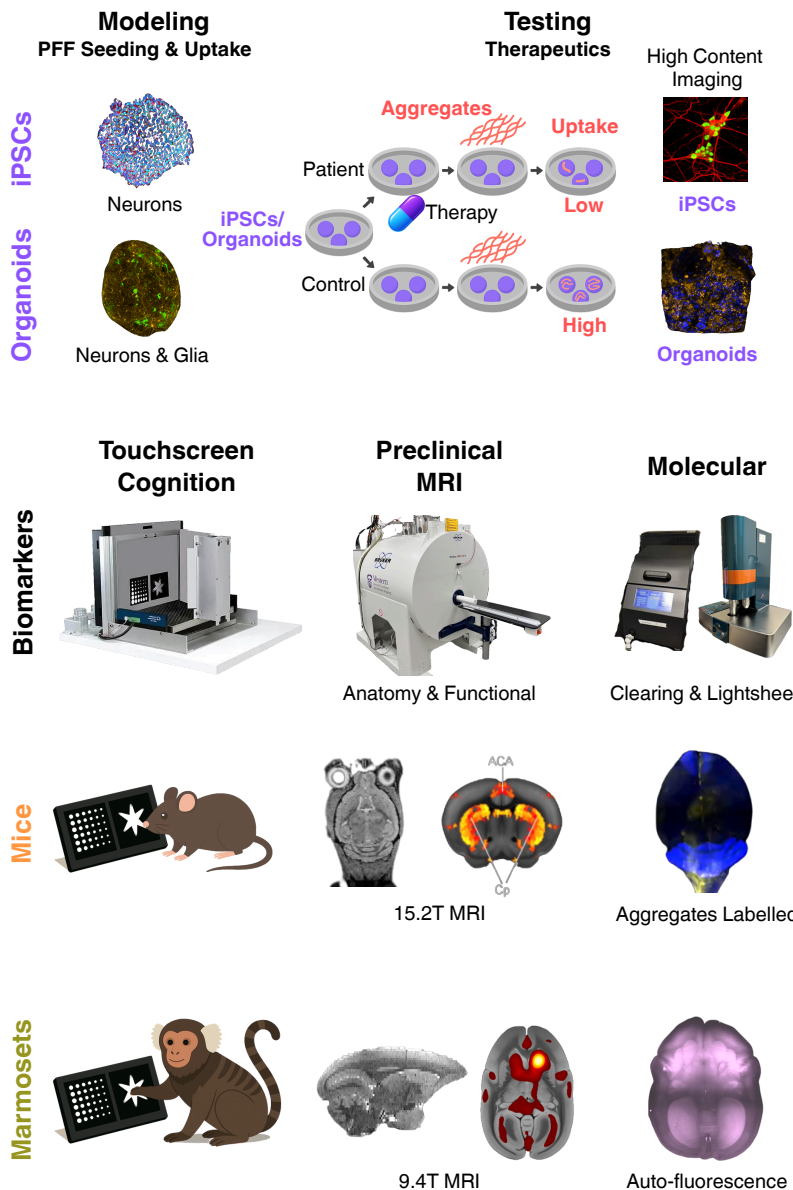 Modeling
PFF Seeding & Uptake
Testing
Therapeutics
High Content
Imaging
iPSCs
Neurons
Aggregates
Uptake
Patient
Low
iPSCs/
Organoids
Therapy
iPSCs
Organoids
Neurons & Glia
Control
High
Organoids
Touchscreen
Cognition
Preclinical
MRI
Molecular
Biomarkers
BRUKER
Western
Anatomy & Functional
Clearing & Lightshee
Mice
ACA
Cp
15.2T MRI
Aggregates Labelled
Marmosets
9.4T MRI
Auto-fluorescence